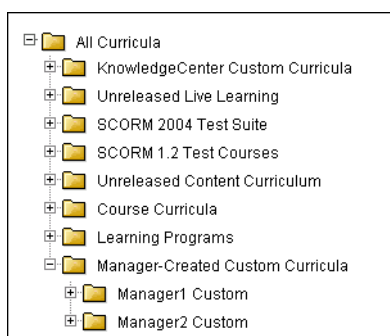 All Curricula
KnowledgeCenter Custom Curricula
Unreleased Live Learning
SCORM 2004 Test Suite
SCORM 1.2 Test Courses
Unreleased Content Curriculum
Course Curricula
Learning Programs
Manager-Created Custom Curricula
Manager1 Custom
Manager2 Custom